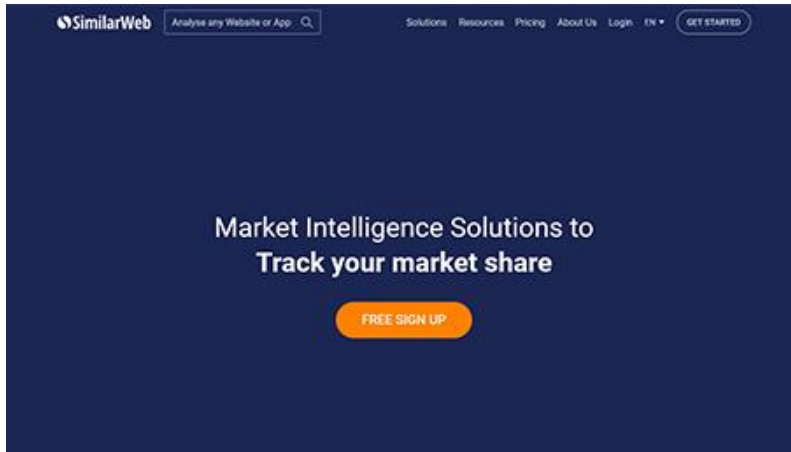 SimilarWeb
Analyse any Website or App
Solutions Resources Pricing About Us Login EN GET STARTED
Market Intelligence Solutions to
Track your market share
FREE SIGN UP